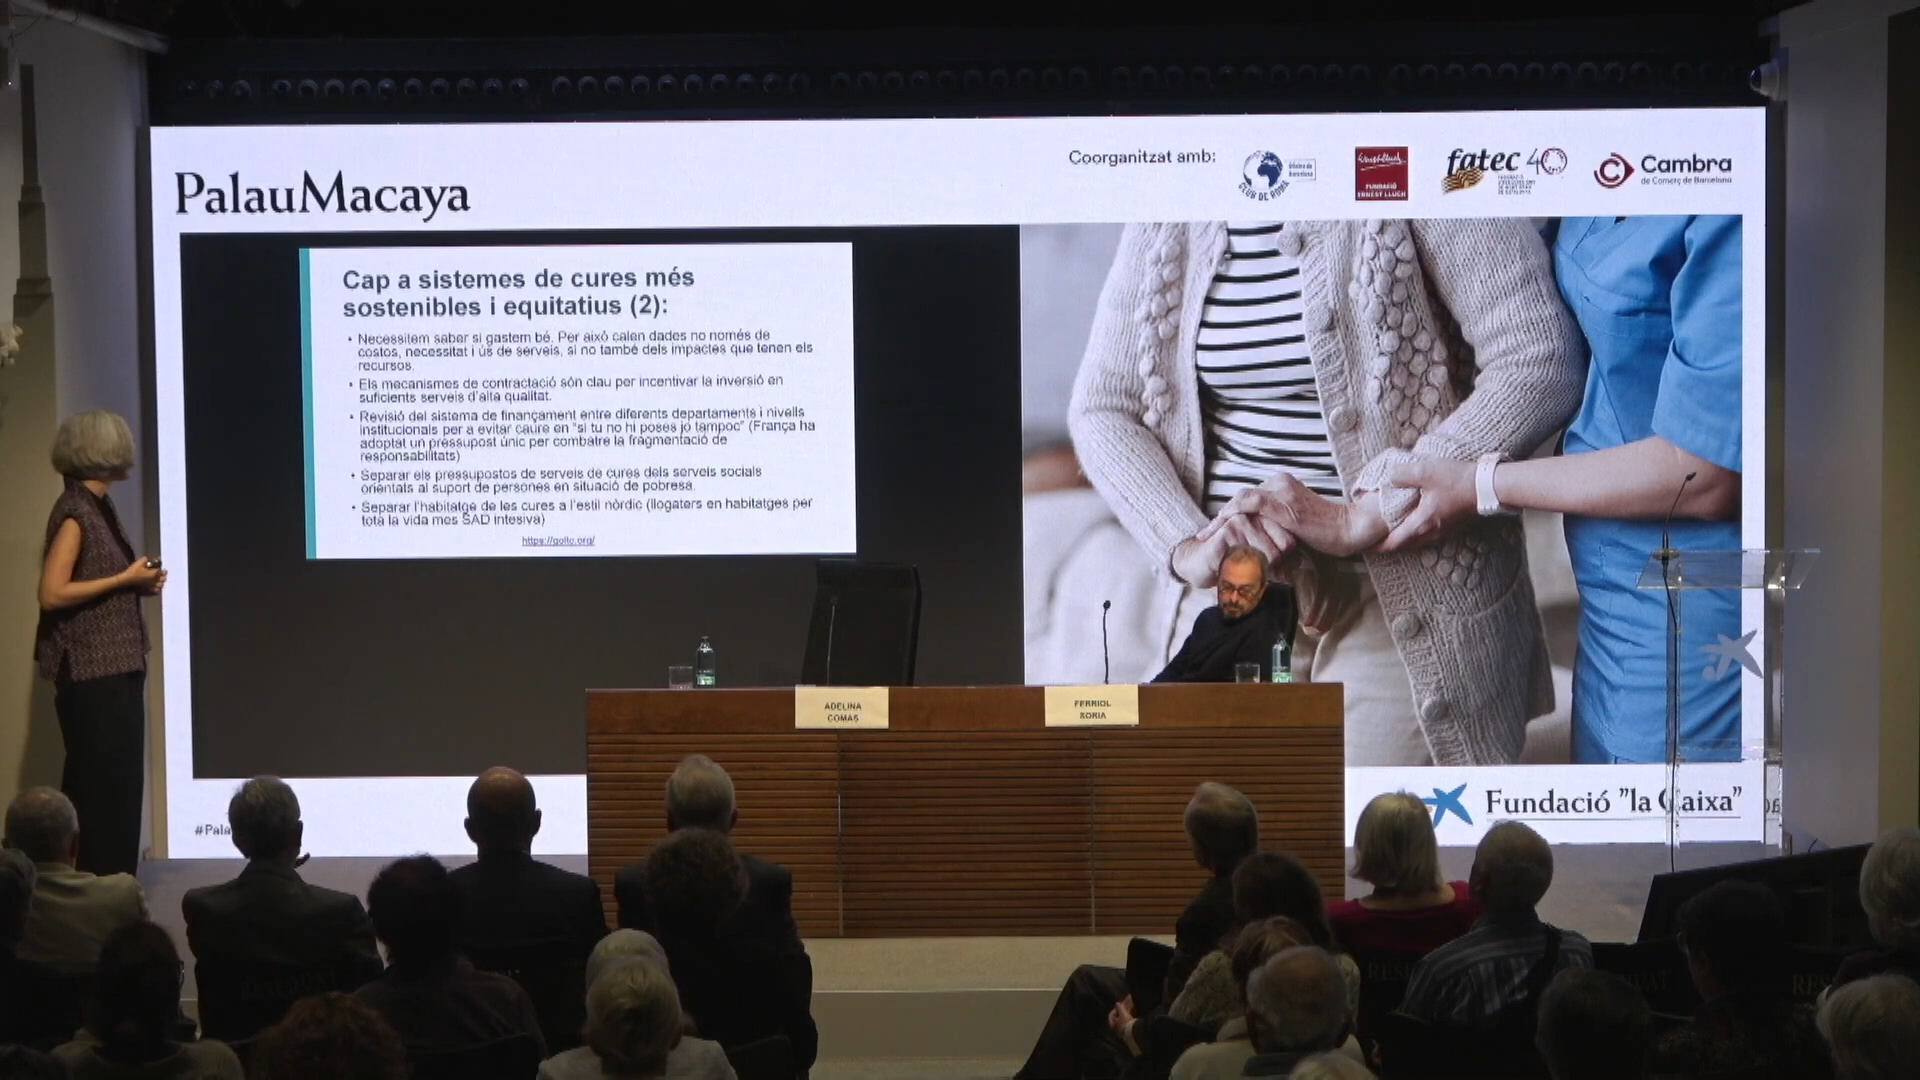 PalauMacaya
Coorganitzat amb:
CLUB DE ROMA
FUNDACIÓ
ERNEST LLUCH
fatec 40
Cambra
de Comerç de Barcelona
Cap a sistemes de cures més
sostenibles i equitatius (2):
• Necessitem saber si gastem bé. Per això calen dades no només de
costos, necessitat i ús de serveis, si no també dels impactes que tenen els
recursos.
• Els mecanismes de contractació són clau per incentivar la inversió en
suficients serveis d'alta qualitat.
• Revisió del sistema de finançament entre diferents departaments i nivells
institucionals per a evitar caure en "si tu no hi poses jo tampoc" (França ha
adoptat un pressupost únic per combatre la fragmentació de
responsabilitats)
• Separar els pressupostos de serveis de cures dels serveis socials
orientats al suport de persones en situació de pobresa.
• Separar l'habitatge de les cures a l'estil nòrdic (llogaters en habitatges per
tota la vida mes SAD intesiva)
https://goltc.org/
ADELINA
COMAS
FERRIOL
SORIA
#Pala
Fundació "la Caixa"